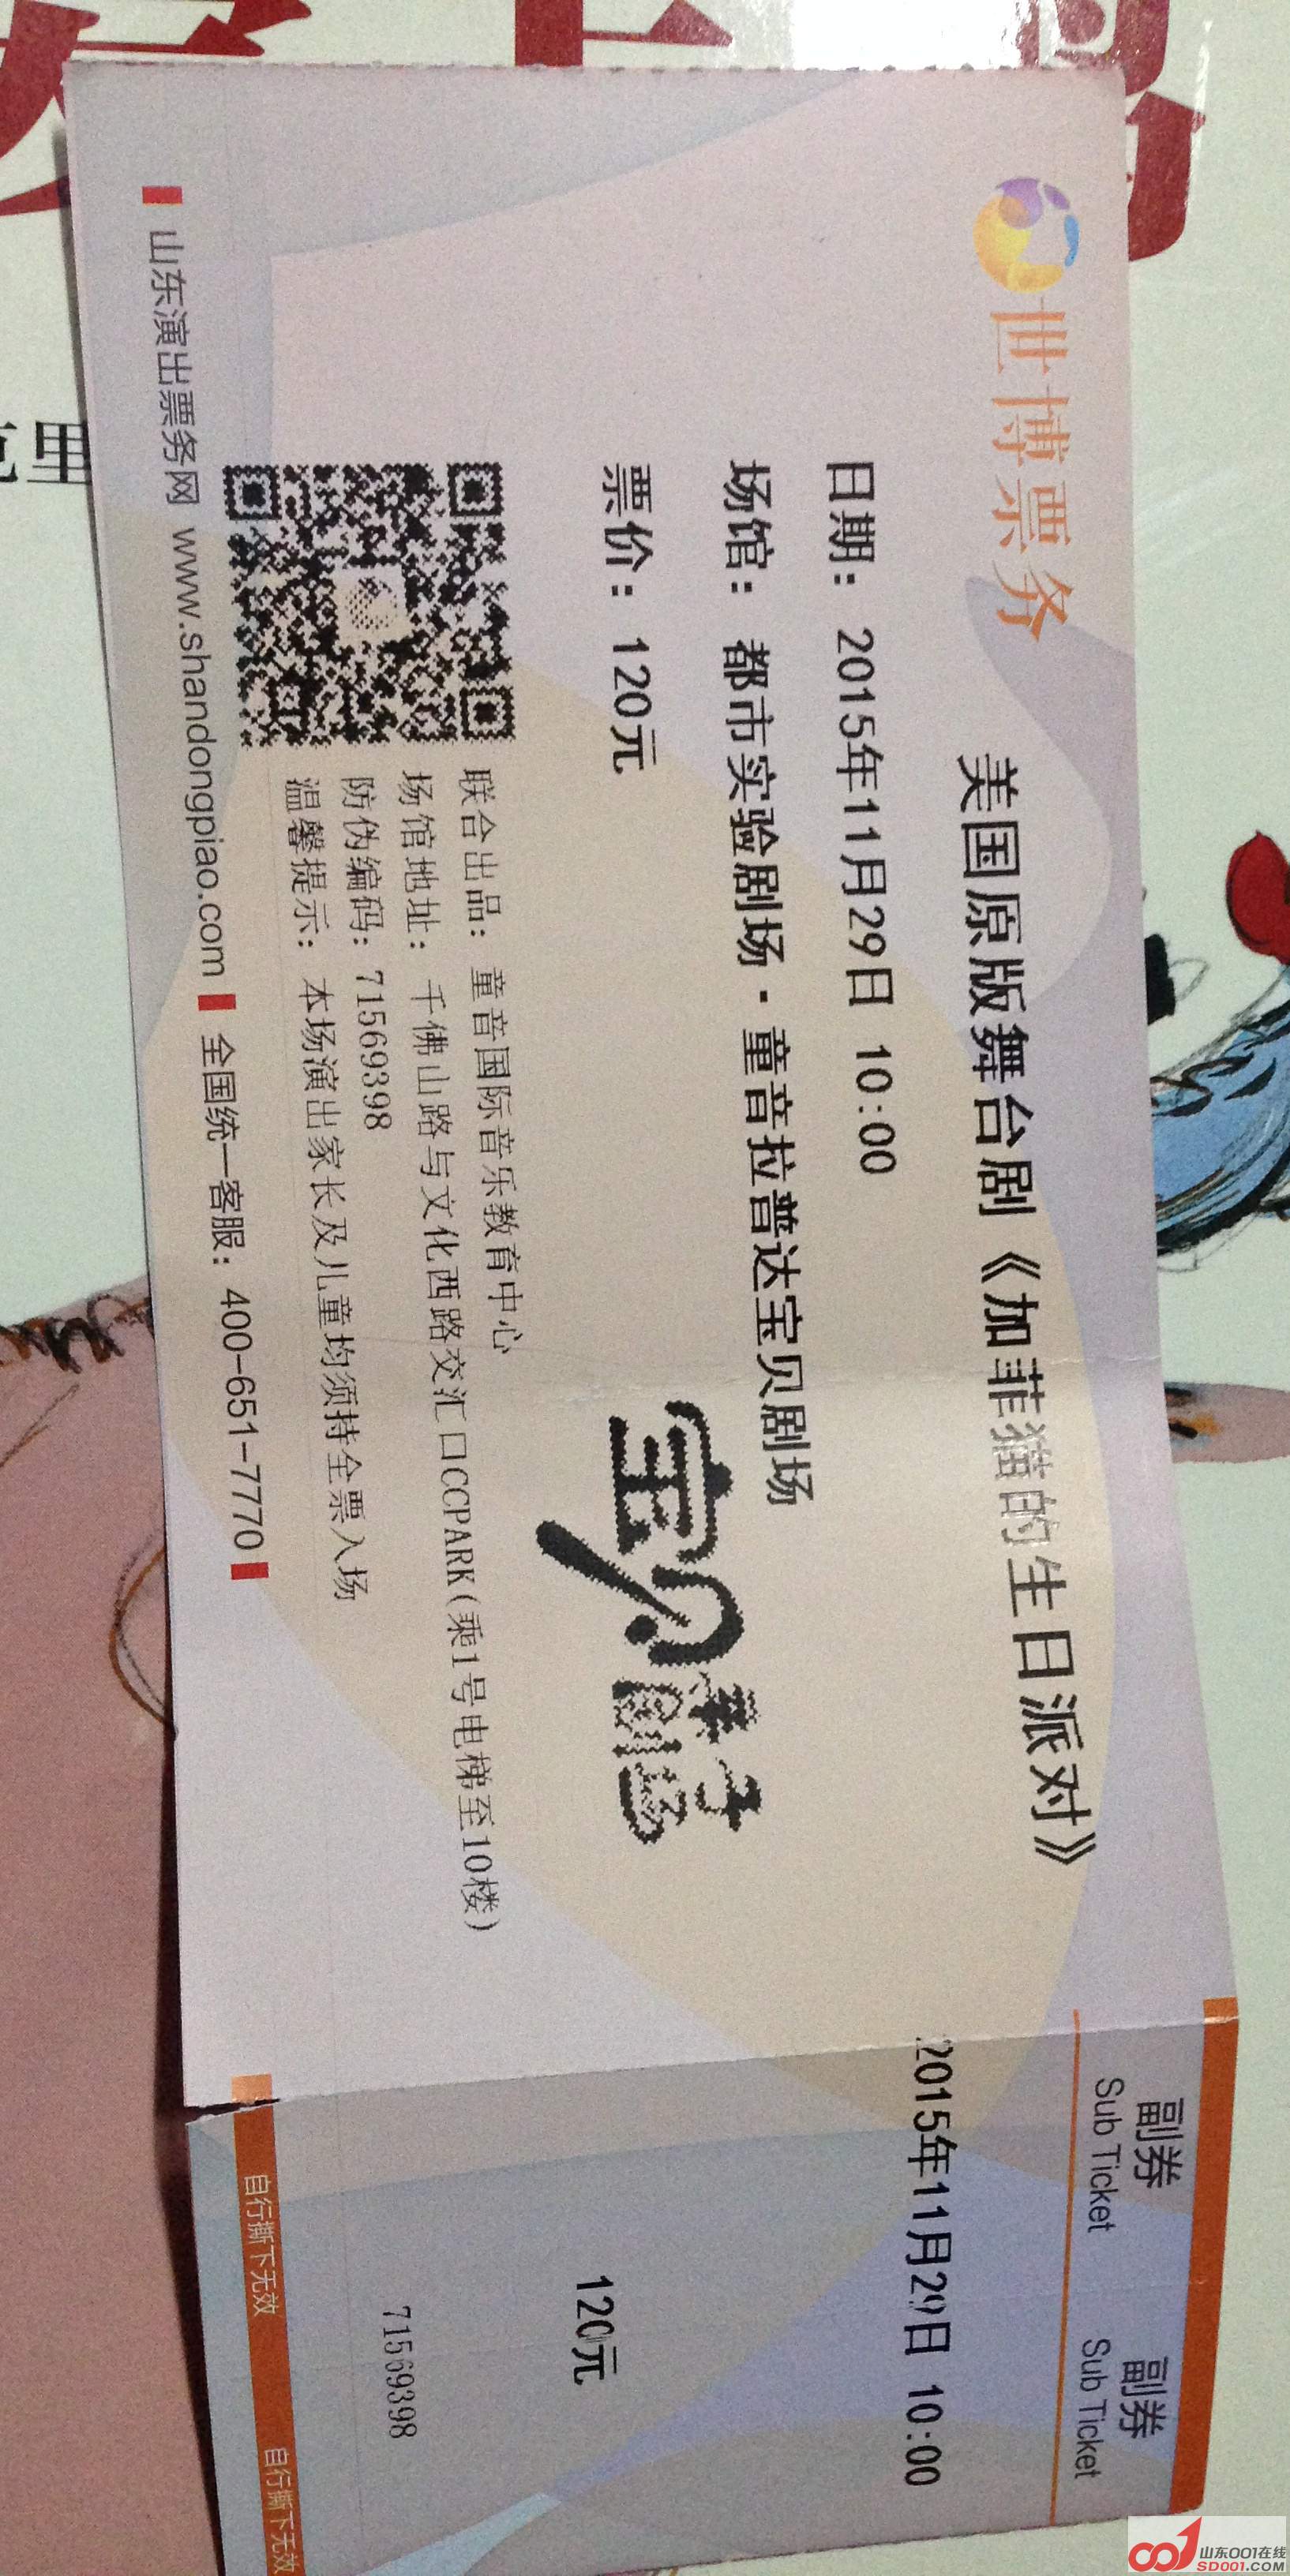 世博票务
美国原版舞台剧《加菲猫的生日派对》
日期: 2015年11月29日 10:00
场馆: 都市实验剧场·童音拉普达宝贝剧场
票价: 120元
联合出品: 童音国际音乐教育中心
场馆地址: 千佛山路与文化西路交汇口CCPARK(乘1号电梯至10楼)
防伪编码: 71569398
温馨提示: 本场演出家长及儿童均须持全票入场
山东演出票务网 www.shandongpiao.com 全国统一客服: 400-651-7770
副券 副券
Sub Ticket Sub Ticket
2015年11月29日 10:00
120元
71569398
自行撕下无效 自行撕下无效
山东001在线
SD001.COM